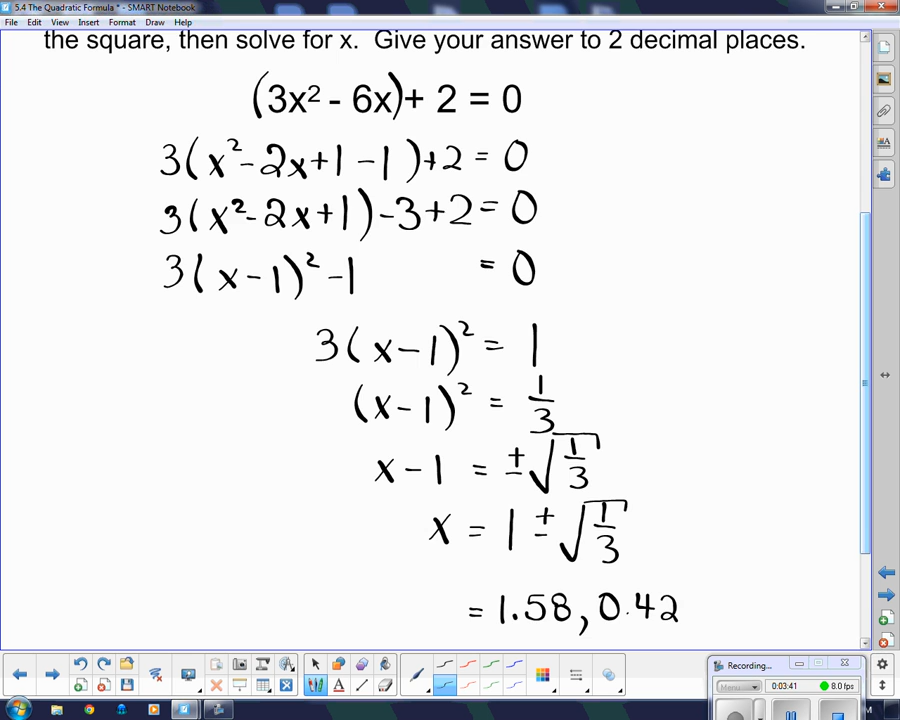 5.4 The Quadratic Formula * - SMART Notebook
File Edit View Insert Format Draw Help
the square, then solve for x. Give your answer to 2 decimal places.
(3x² - 6x) + 2 = 0
3(x² - 2x + 1 - 1) + 2 = 0
3(x² - 2x + 1) - 3 + 2 = 0
3(x - 1)² - 1 = 0
3(x - 1)² = 1
(x - 1)² = 1/3
x - 1 = ± √(1/3)
x = 1 ± √(1/3)
= 1.58, 0.42
Recording...
Menu 0:03:41 8.0 fps